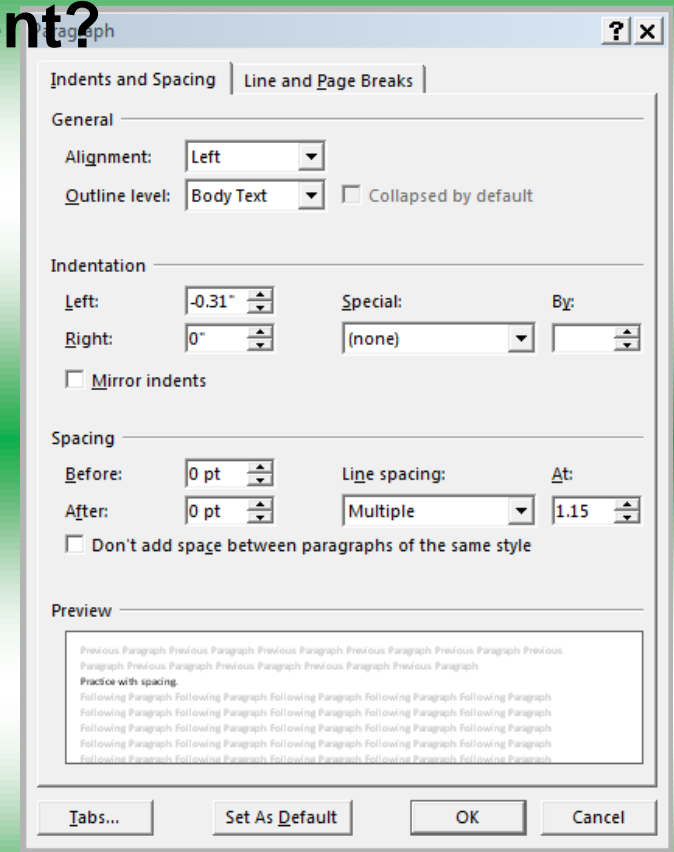 nt?
Paragraph
Indents and Spacing Line and Page Breaks
General
Alignment: Left
Outline level: Body Text Collapsed by default
Indentation
Left: -0.31" Special: By:
Right: 0" (none)
Mirror indents
Spacing
Before: 0 pt Line spacing: At:
After: 0 pt Multiple 1.15
Don't add space between paragraphs of the same style
Preview
Previous Paragraph Previous Paragraph Previous Paragraph Previous Paragraph Previous Paragraph Previous
Paragraph Previous Paragraph Previous Paragraph Previous Paragraph Previous Paragraph
Practice with spacing.
Following Paragraph Following Paragraph Following Paragraph Following Paragraph Following Paragraph
Following Paragraph Following Paragraph Following Paragraph Following Paragraph Following Paragraph
Following Paragraph Following Paragraph Following Paragraph Following Paragraph Following Paragraph
Following Paragraph Following Paragraph Following Paragraph Following Paragraph Following Paragraph
Following Paragraph Following Paragraph Following Paragraph Following Paragraph Following Paragraph
Tabs... Set As Default OK Cancel